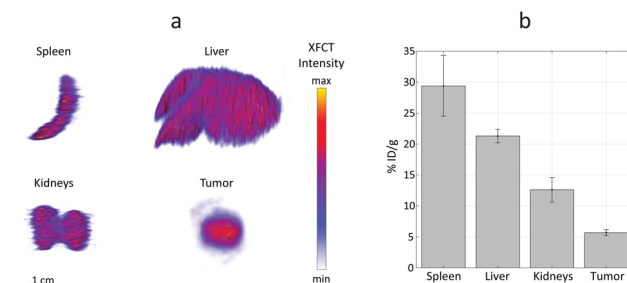 a
Spleen
Liver
XFCT
Intensity
max
Kidneys
Tumor
1 cm
min
b
% ID/g
35
30
25
20
15
10
5
0
Spleen
Liver
Kidneys
Tumor